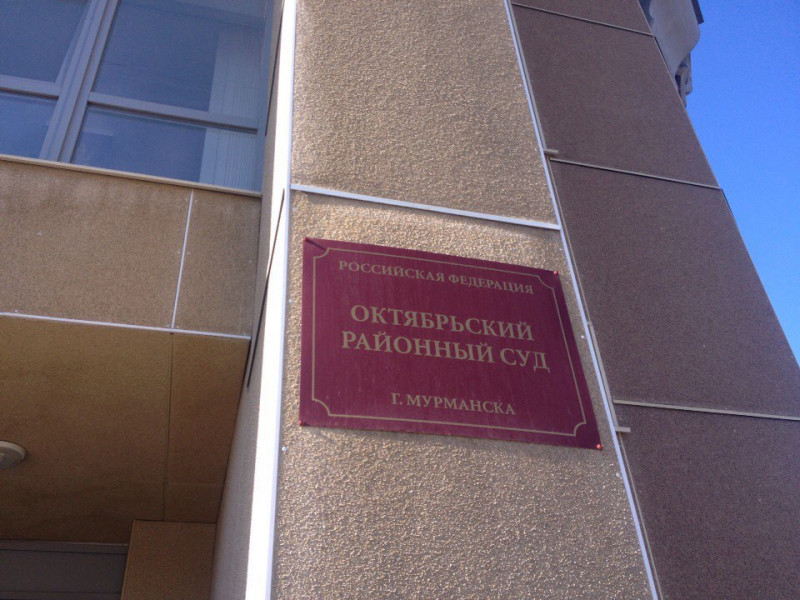 РОССИЙСКАЯ ФЕДЕРАЦИЯ
ОКТЯБРЬСКИЙ
РАЙОННЫЙ СУД
Г. МУРМАНСКА